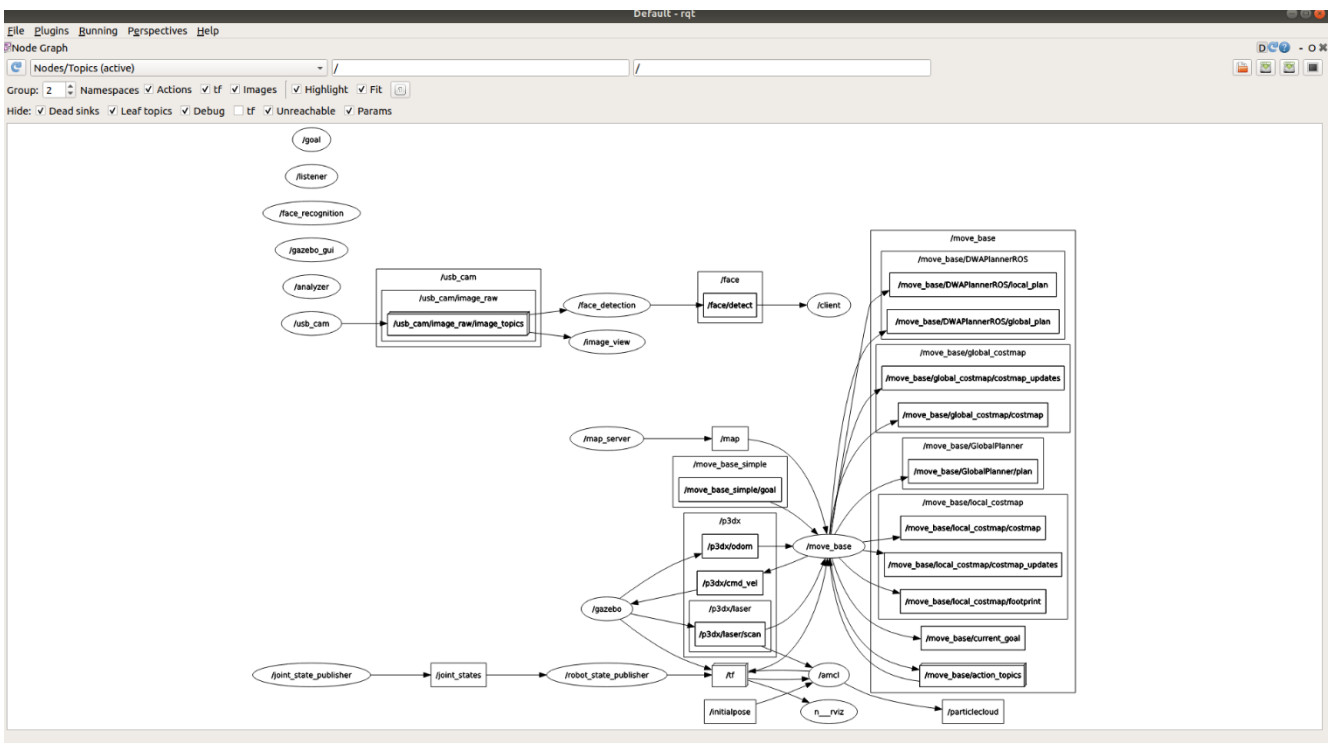 Default - rqt
File Plugins Running Perspectives Help
Node Graph
D - O ✖
Nodes/Topics (active) / /
Group: 2 Namespaces ✓ Actions ✓ tf ✓ Images ✓ Highlight ✓ Fit
Hide: ✓ Dead sinks ✓ Leaf topics ✓ Debug tf ✓ Unreachable ✓ Params
/goal
/listener
/face_recognition
/gazebo_gui
/analyzer
/usb_cam
/usb_cam
/usb_cam/image_raw
/usb_cam/image_raw/image_topics
/face_detection
/image_view
/face
/face/detect
/client
/map_server
/map
/move_base_simple
/move_base_simple/goal
/p3dx
/p3dx/odom
/p3dx/cmd_vel
/p3dx/laser
/p3dx/laser/scan
/gazebo
/move_base
/joint_state_publisher
/joint_states
/robot_state_publisher
/tf
/amcl
/initialpose
n__rviz
/particlecloud
/move_base
/move_base/DWAPlannerROS
/move_base/DWAPlannerROS/local_plan
/move_base/DWAPlannerROS/global_plan
/move_base/global_costmap
/move_base/global_costmap/costmap_updates
/move_base/global_costmap/costmap
/move_base/GlobalPlanner
/move_base/GlobalPlanner/plan
/move_base/local_costmap
/move_base/local_costmap/costmap
/move_base/local_costmap/costmap_updates
/move_base/local_costmap/footprint
/move_base/current_goal
/move_base/action_topics